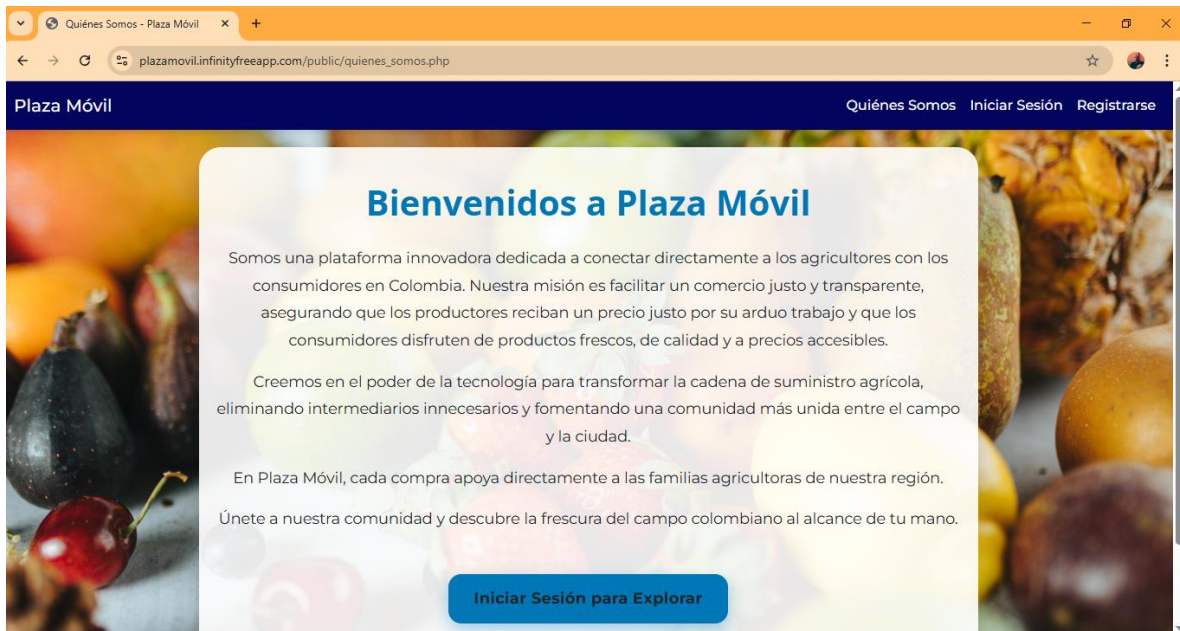 Quiénes Somos - Plaza Móvil
plazamovil.infinityfreeapp.com/public/quienes_somos.php
Plaza Móvil
Quiénes Somos Iniciar Sesión Registrarse
Bienvenidos a Plaza Móvil
Somos una plataforma innovadora dedicada a conectar directamente a los agricultores con los
consumidores en Colombia. Nuestra misión es facilitar un comercio justo y transparente,
asegurando que los productores reciban un precio justo por su arduo trabajo y que los
consumidores disfruten de productos frescos, de calidad y a precios accesibles.
Creemos en el poder de la tecnología para transformar la cadena de suministro agrícola,
eliminando intermediarios innecesarios y fomentando una comunidad más unida entre el campo
y la ciudad.
En Plaza Móvil, cada compra apoya directamente a las familias agricultoras de nuestra región.
Únete a nuestra comunidad y descubre la frescura del campo colombiano al alcance de tu mano.
Iniciar Sesión para Explorar